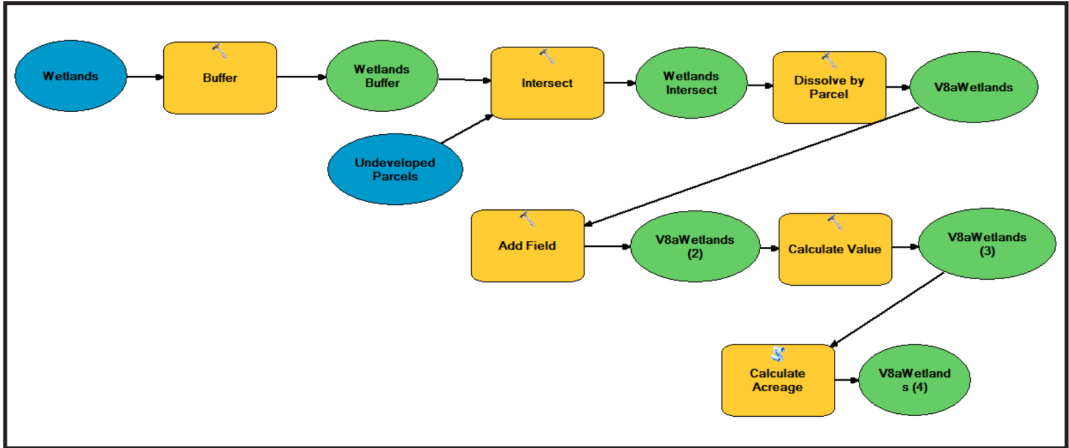 Wetlands
Buffer
Wetlands
Buffer
Intersect
Wetlands
Intersect
Dissolve by
Parcel
V8aWetlands
Undeveloped
Parcels
Add Field
V8aWetlands
(2)
Calculate Value
V8aWetlands
(3)
Calculate
Acreage
V8aWetland
s (4)